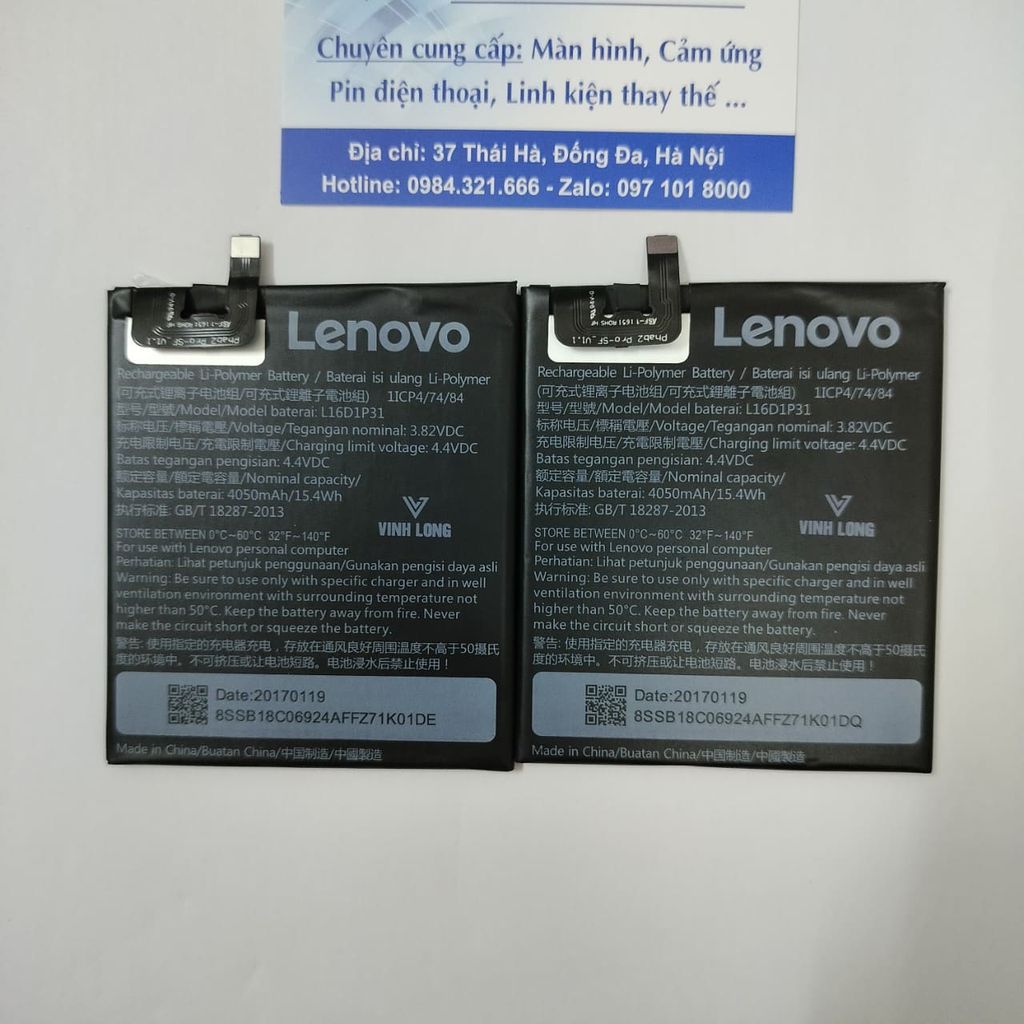 Chuyên cung cấp: Màn hình, Cảm ứng
Pin điện thoại, Linh kiện thay thế ...
Địa chỉ: 37 Thái Hà, Đống Đa, Hà Nội
Hotline: 0984.321.666 - Zalo: 097 101 8000
Phab2 Pro-SF_V1.1
Lenovo
Rechargeable Li-Polymer Battery / Baterai isi ulang Li-Polymer
(可充式锂离子电池组/可充式鋰離子電池組) 1ICP4/74/84
型号/型號/Model/Model baterai: L16D1P31
标称电压/標稱電壓/Voltage/Tegangan nominal: 3.82VDC
充电限制电压/充電限制電壓/Charging limit voltage: 4.4VDC
Batas tegangan pengisian: 4.4VDC
额定容量/額定電容量/Nominal capacity/
Kapasitas baterai: 4050mAh/15.4Wh
执行标准: GB/T 18287-2013
VINH LONG
STORE BETWEEN 0°C~60°C 32°F~140°F
For use with Lenovo personal computer
Perhatian: Lihat petunjuk penggunaan/Gunakan pengisi daya asli
Warning: Be sure to use only with specific charger and in well
ventilation environment with surrounding temperature not
higher than 50°C. Keep the battery away from fire. Never
make the circuit short or squeeze the battery.
警告: 使用指定的充电器充电，存放在通风良好周围温度不高于50摄氏
度的环境中。不可挤压或让电池短路。电池浸水后禁止使用！
Date:20170119
8SSB18C06924AFFZ71K01DE
Made in China/Buatan China/中国制造/中國製造
Phab2 Pro-SF_V1.1
Lenovo
Rechargeable Li-Polymer Battery / Baterai isi ulang Li-Polymer
(可充式锂离子电池组/可充式鋰離子電池組) 1ICP4/74/84
型号/型號/Model/Model baterai: L16D1P31
标称电压/標稱電壓/Voltage/Tegangan nominal: 3.82VDC
充电限制电压/充電限制電壓/Charging limit voltage: 4.4VDC
Batas tegangan pengisian: 4.4VDC
额定容量/額定電容量/Nominal capacity/
Kapasitas baterai: 4050mAh/15.4Wh
执行标准: GB/T 18287-2013
VINH LONG
STORE BETWEEN 0°C~60°C 32°F~140°F
For use with Lenovo personal computer
Perhatian: Lihat petunjuk penggunaan/Gunakan pengisi daya asli
Warning: Be sure to use only with specific charger and in well
ventilation environment with surrounding temperature not
higher than 50°C. Keep the battery away from fire. Never
make the circuit short or squeeze the battery.
警告: 使用指定的充电器充电，存放在通风良好周围温度不高于50摄氏
度的环境中。不可挤压或让电池短路。电池浸水后禁止使用！
Date:20170119
8SSB18C06924AFFZ71K01DQ
Made in China/Buatan China/中国制造/中國製造